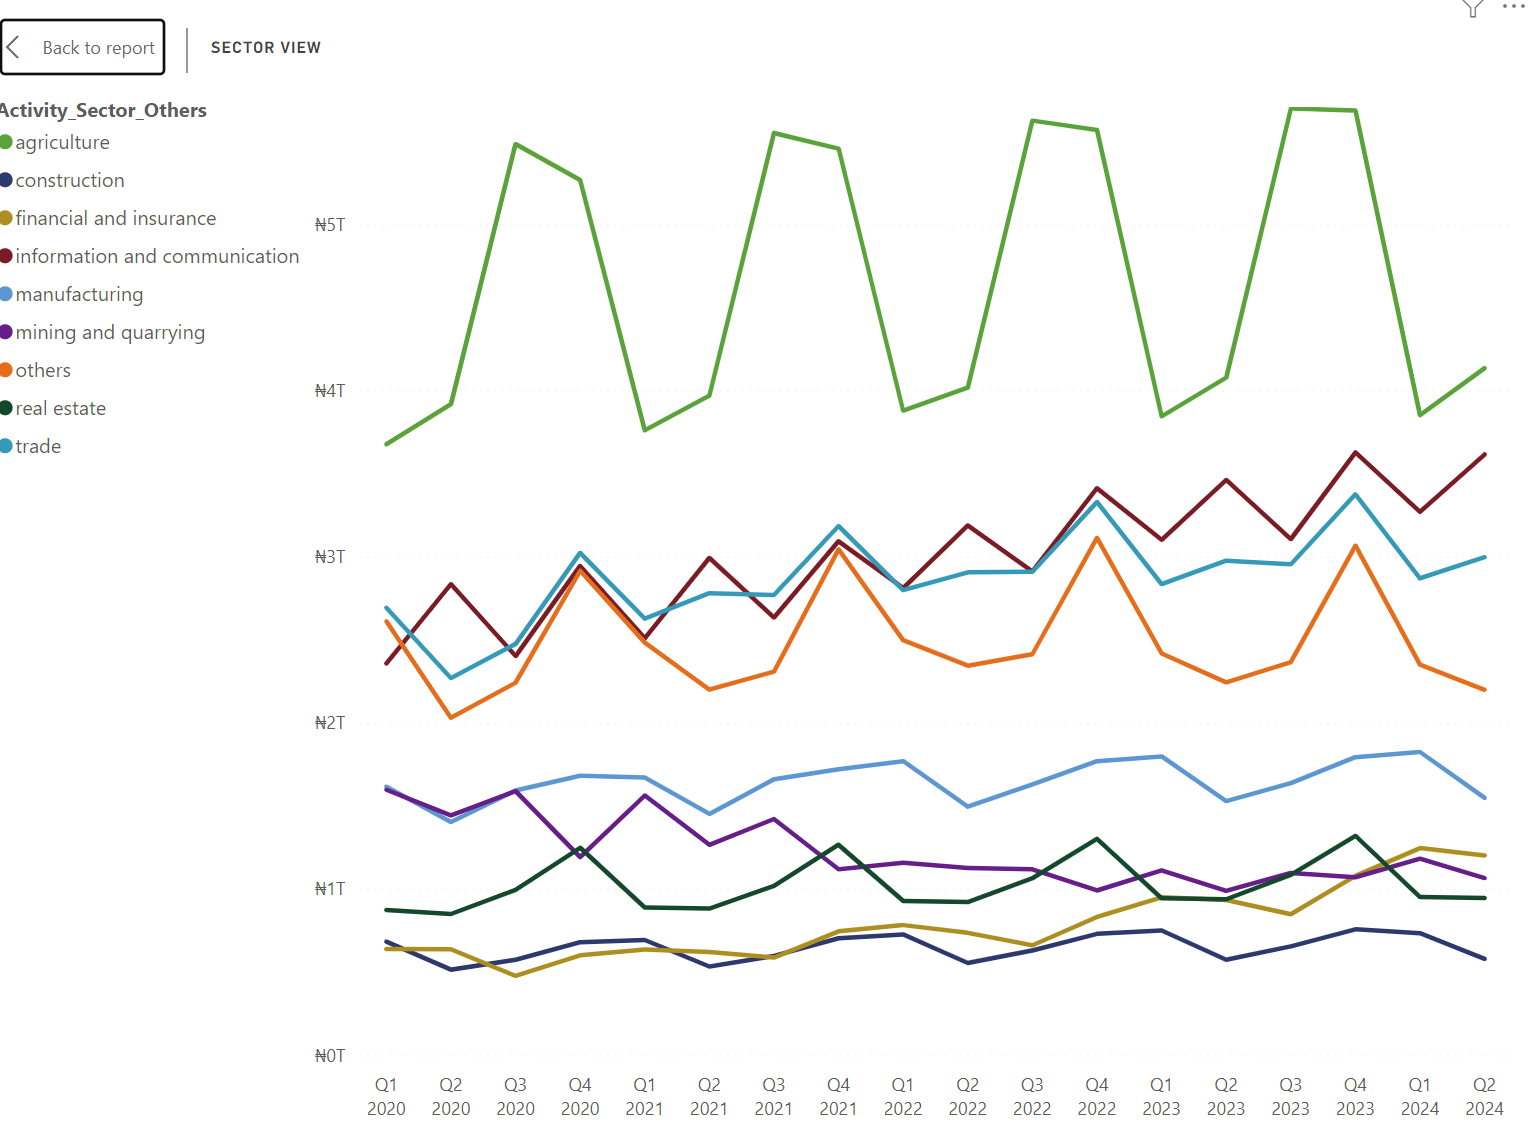 Back to report
SECTOR VIEW
Activity_Sector_Others
agriculture
construction
financial and insurance
information and communication
manufacturing
mining and quarrying
others
real estate
trade
₦5T
₦4T
₦3T
₦2T
₦1T
₦0T
Q1 Q2 Q3 Q4 Q1 Q2 Q3 Q4 Q1 Q2 Q3 Q4 Q1 Q2 Q3 Q4 Q1 Q2
2020 2020 2020 2020 2021 2021 2021 2021 2022 2022 2022 2022 2023 2023 2023 2023 2024 2024